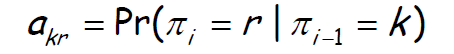 a_{kr} = Pr(π_i = r | π_{i−1} = k)